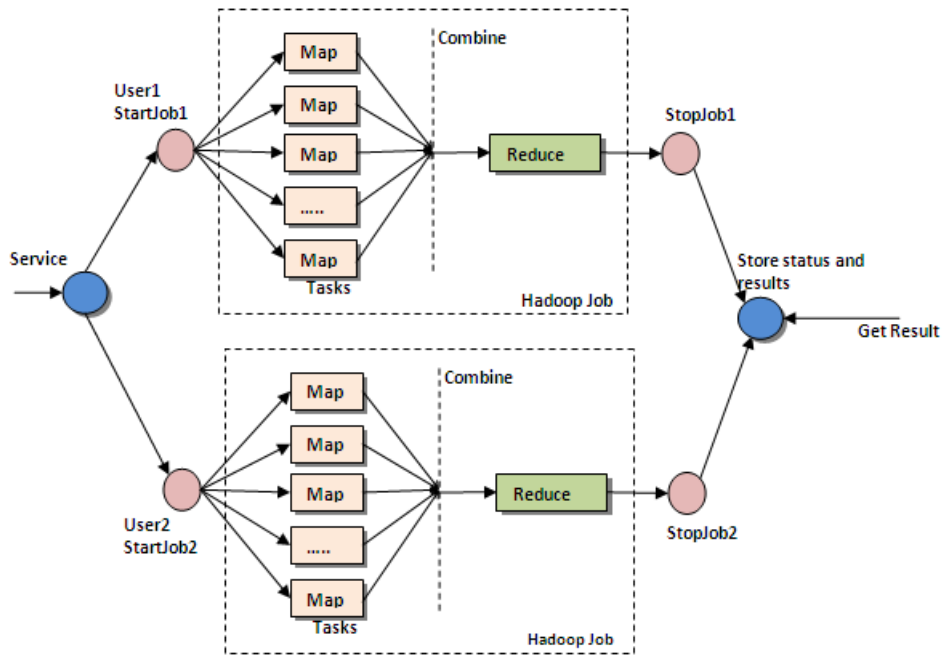 Map
Combine
User1
StartJob1
Map
StopJob1
Map
Reduce
.....
Map
Service
Tasks
Store status and
results
Hadoop Job
Get Result
Combine
Map
Map
Map
Reduce
User2
StartJob2
StopJob2
.....
Map
Tasks
Hadoop Job